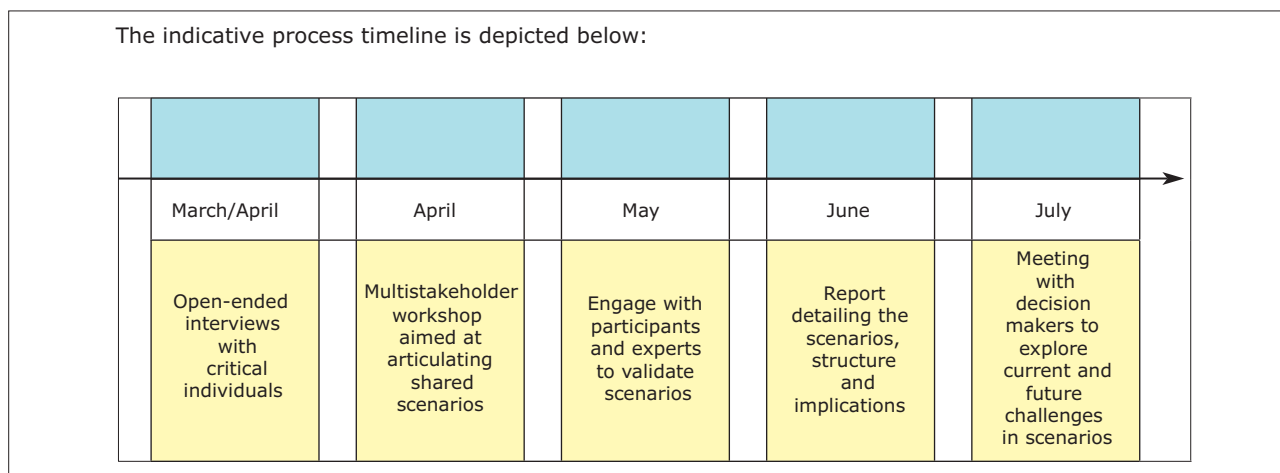 The indicative process timeline is depicted below:
March/April
April
May
June
July
Open-ended
interviews
with
critical
individuals
Multistakeholder
workshop
aimed at
articulating
shared
scenarios
Engage with
participants
and experts
to validate
scenarios
Report
detailing the
scenarios,
structure
and
implications
Meeting
with
decision
makers to
explore
current and
future
challenges
in scenarios